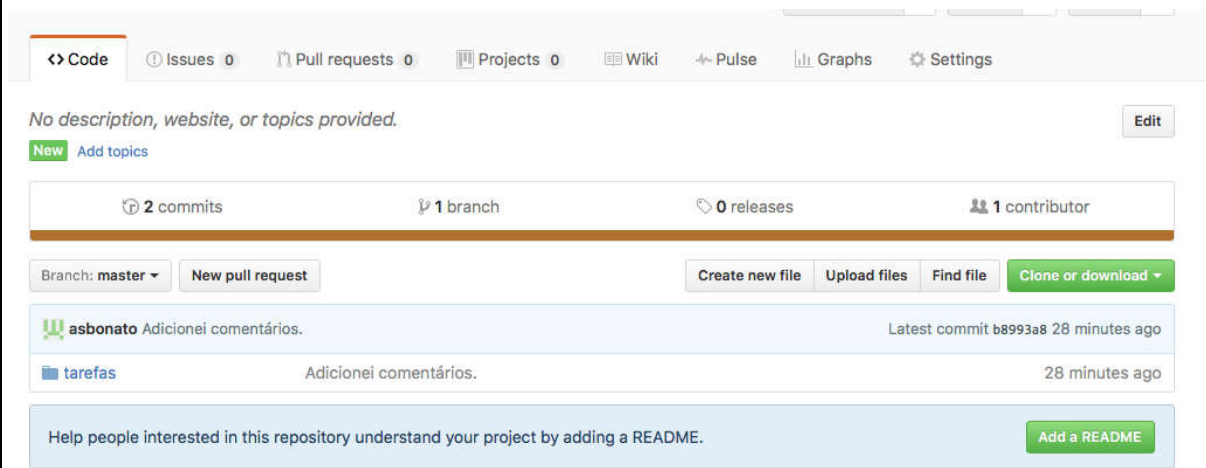 <> Code Issues 0 Pull requests 0 Projects 0 Wiki Pulse Graphs Settings
No description, website, or topics provided. Edit
New Add topics
2 commits 1 branch 0 releases 1 contributor
Branch: master New pull request Create new file Upload files Find file Clone or download
asbonato Adicionei comentários. Latest commit b8993a8 28 minutes ago
tarefas Adicionei comentários. 28 minutes ago
Help people interested in this repository understand your project by adding a README. Add a README